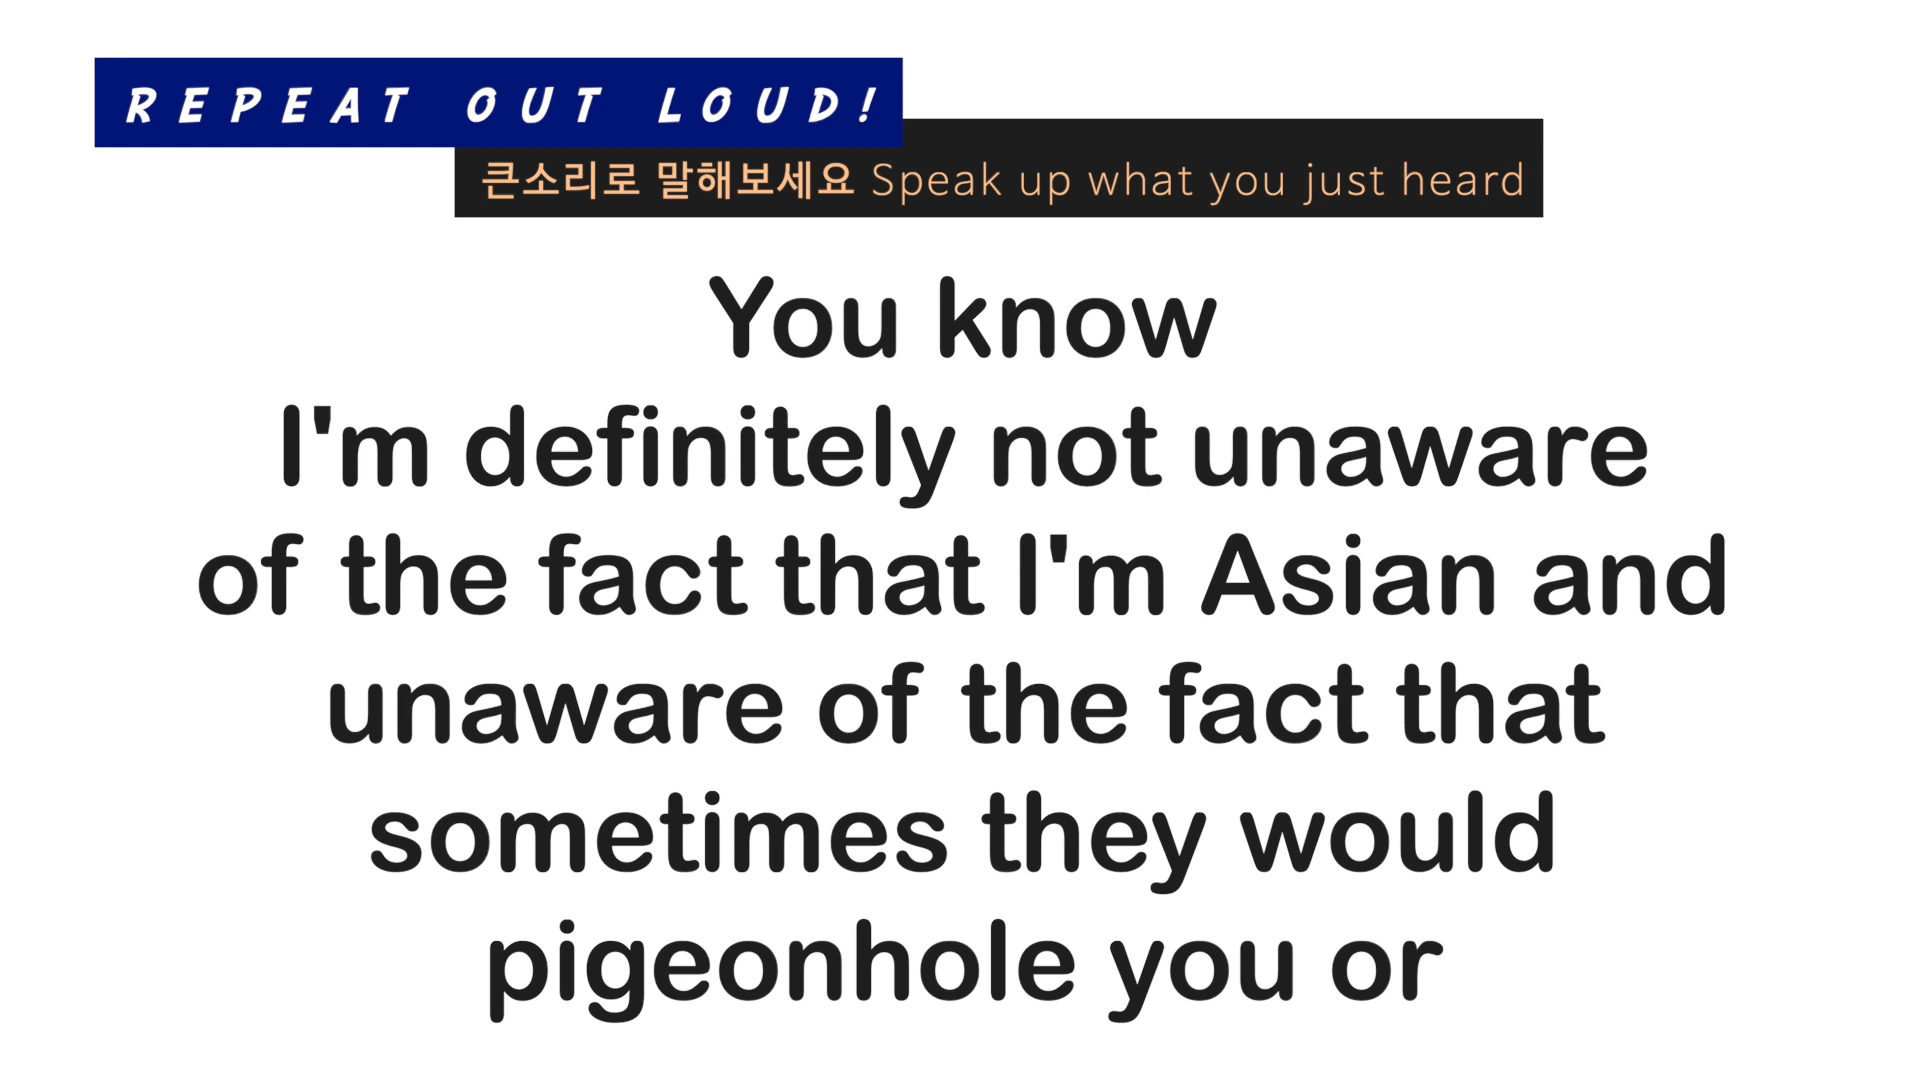 REPEAT OUT LOUD!
큰소리로 말해보세요 Speak up what you just heard
You know
I'm definitely not unaware
of the fact that I'm Asian and
unaware of the fact that
sometimes they would
pigeonhole you or